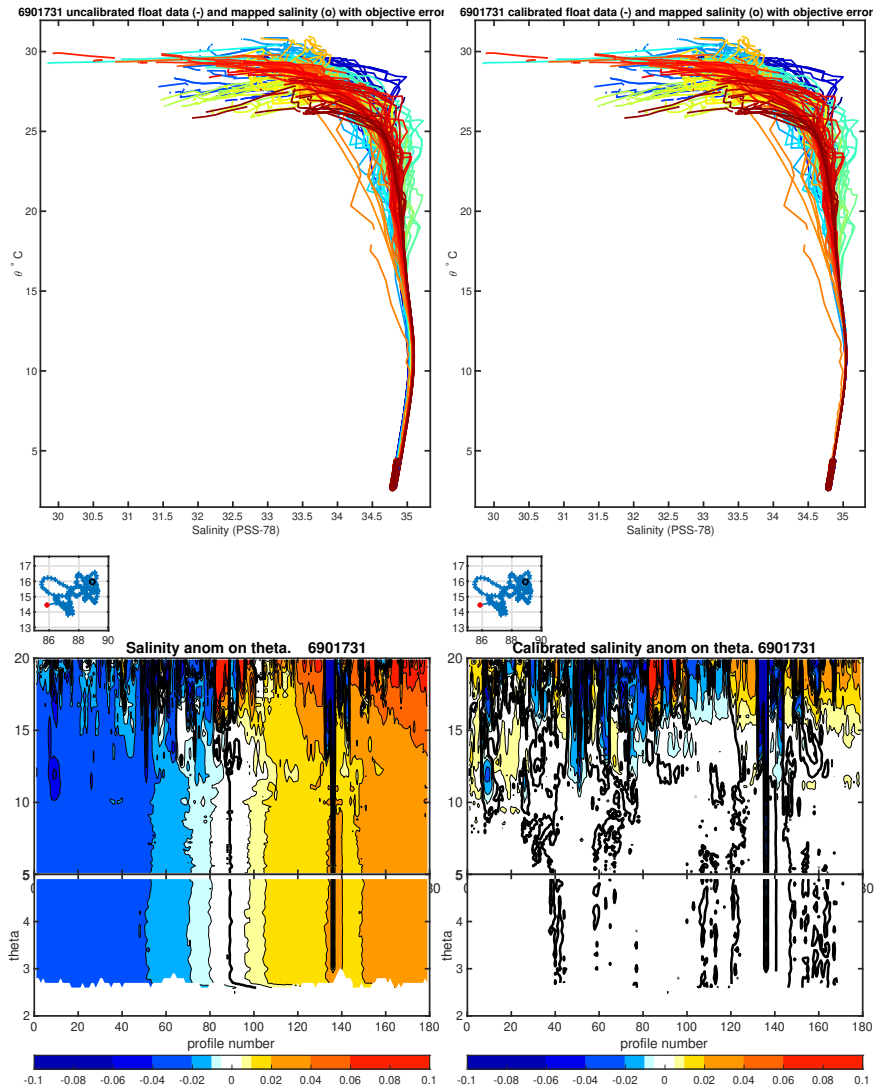 6901731 uncalibrated float data (-) and mapped salinity (o) with objective error
6901731 calibrated float data (-) and mapped salinity (o) with objective error
30
25
20
15
10
5
θ ° C
30 30.5 31 31.5 32 32.5 33 33.5 34 34.5 35
Salinity (PSS-78)
30
25
20
15
10
5
θ ° C
30 30.5 31 31.5 32 32.5 33 33.5 34 34.5 35
Salinity (PSS-78)
17
16
15
14
13
86 88 90
Salinity anom on theta. 6901731
20
15
10
5
4
3
2
theta
0 20 40 60 80 100 120 140 160 180
profile number
-0.1 -0.08 -0.06 -0.04 -0.02 0 0.02 0.04 0.06 0.1
17
16
15
14
13
86 88 90
Calibrated salinity anom on theta. 6901731
20
15
10
5
4
3
2
theta
0 20 40 60 80 100 120 140 160 180
profile number
-0.1 -0.08 -0.06 -0.04 -0.02 0 0.02 0.04 0.06 0.1